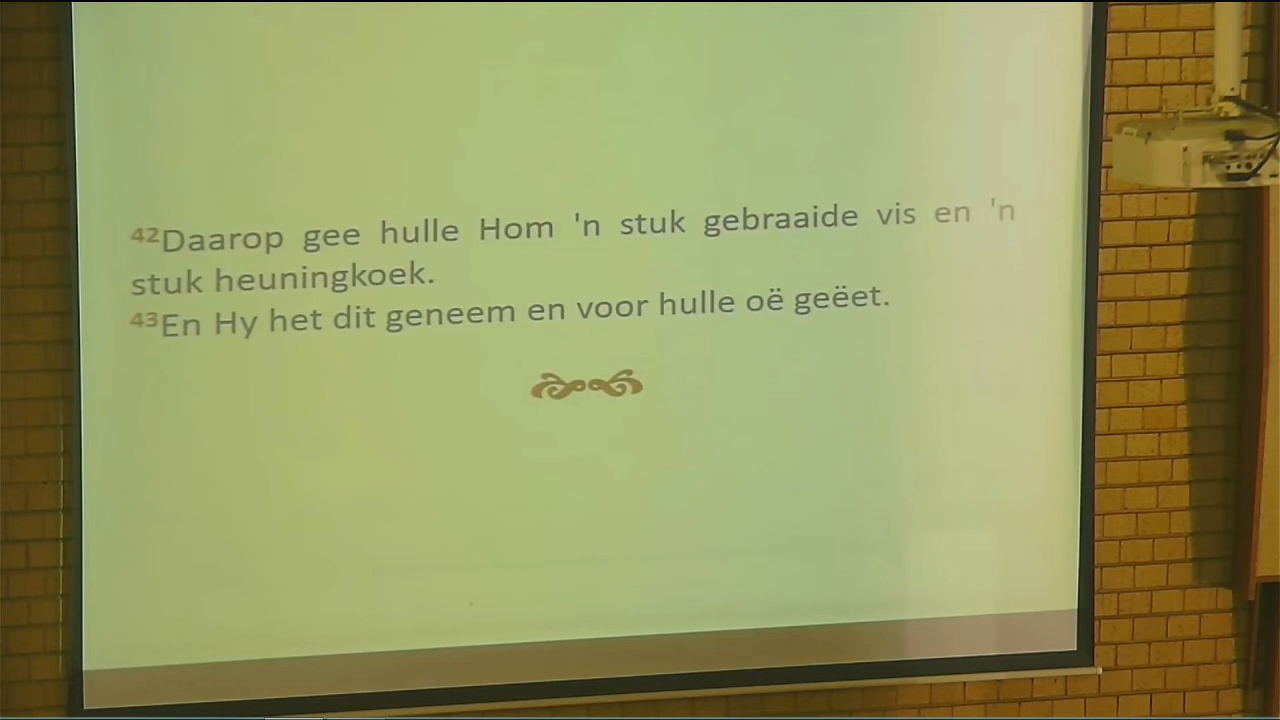 42Daarop gee hulle Hom 'n stuk gebraaide vis en 'n
stuk heuningkoek.
43En Hy het dit geneem en voor hulle oë geëet.